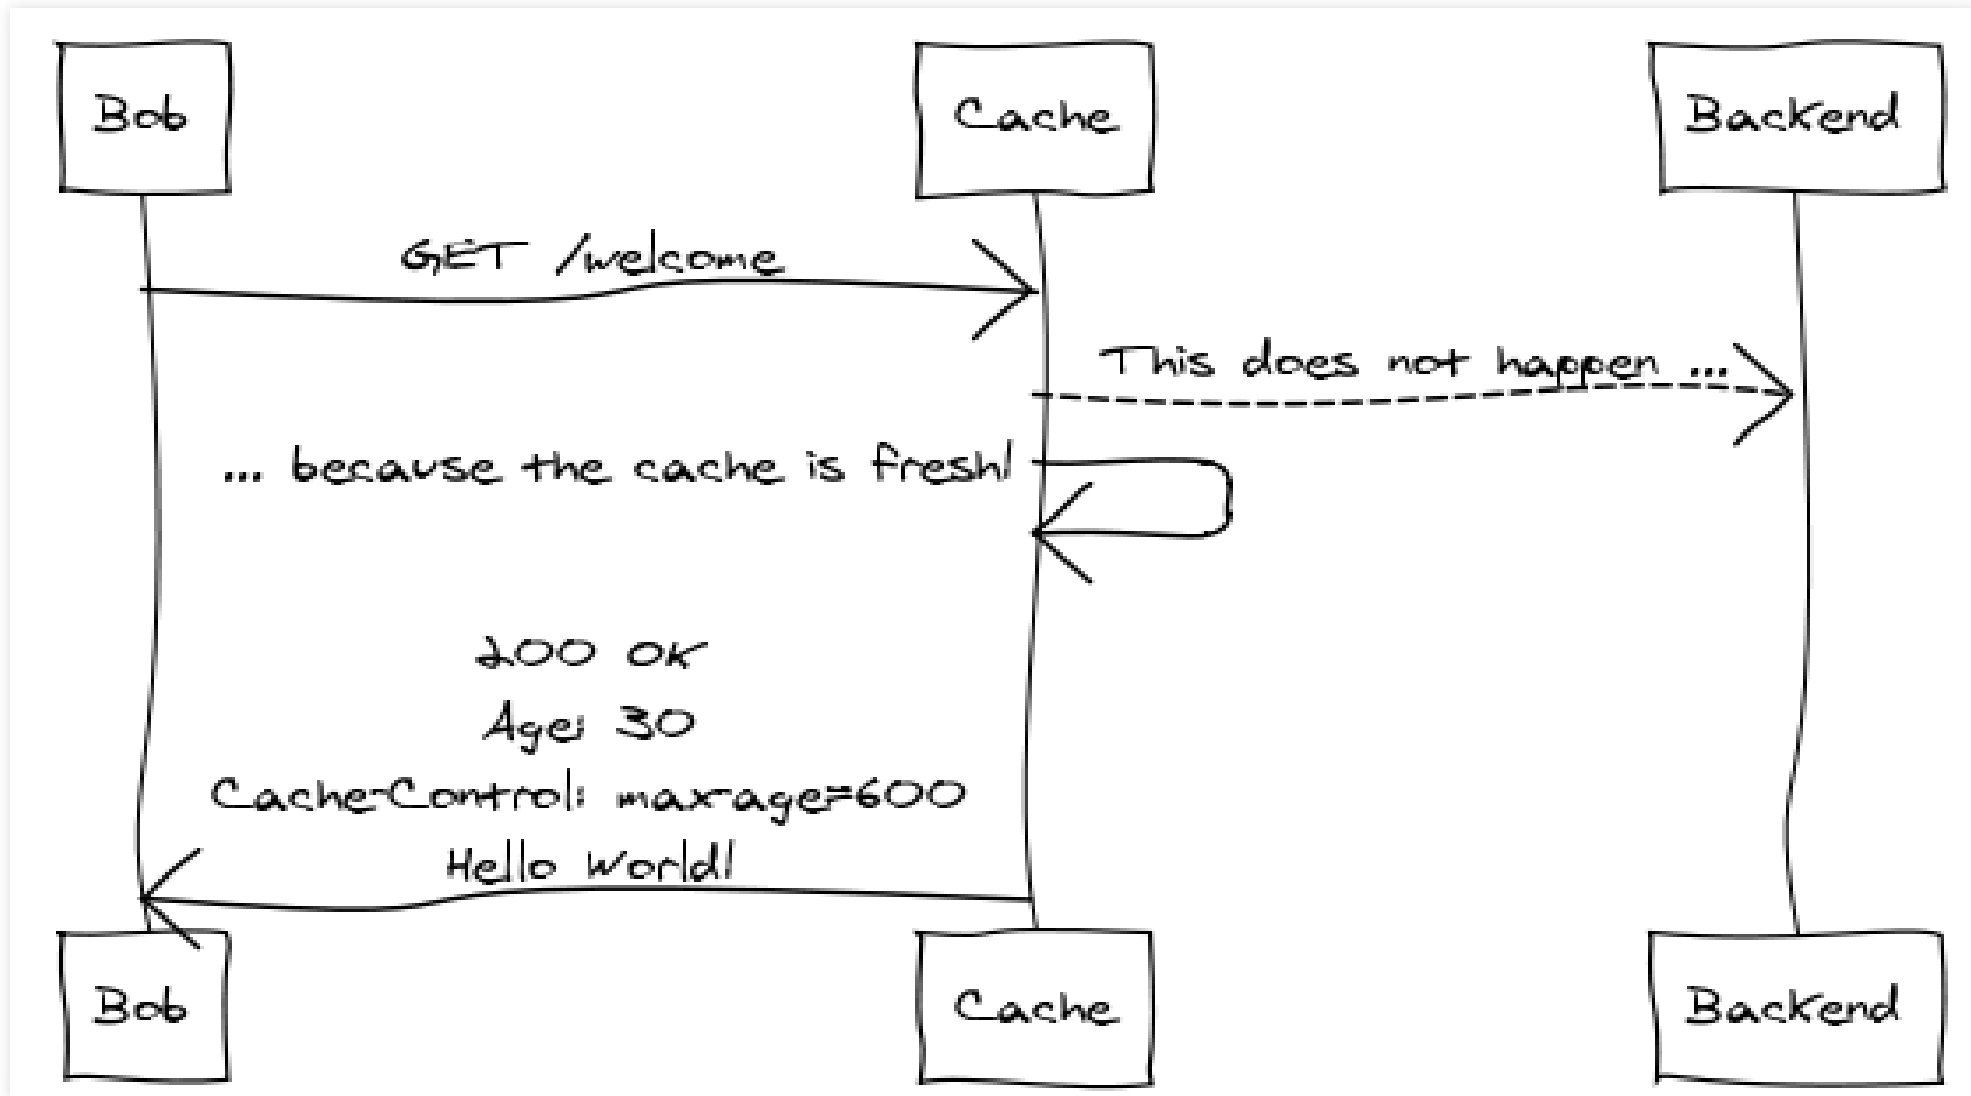 Bob
Cache
Backend
GET /welcome
This does not happen ...
... because the cache is fresh!
200 OK
Age: 30
Cache-Control: max-age=600
Hello World!
Bob
Cache
Backend